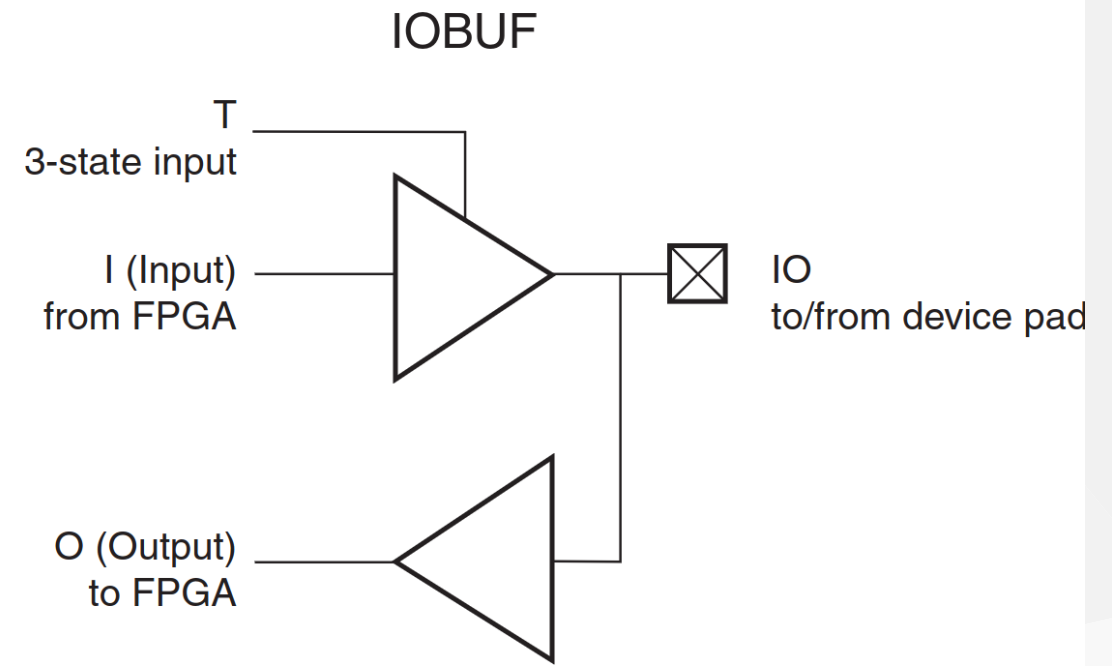 IOBUF
T
3-state input
I (Input)
from FPGA
IO
to/from device pad
O (Output)
to FPGA